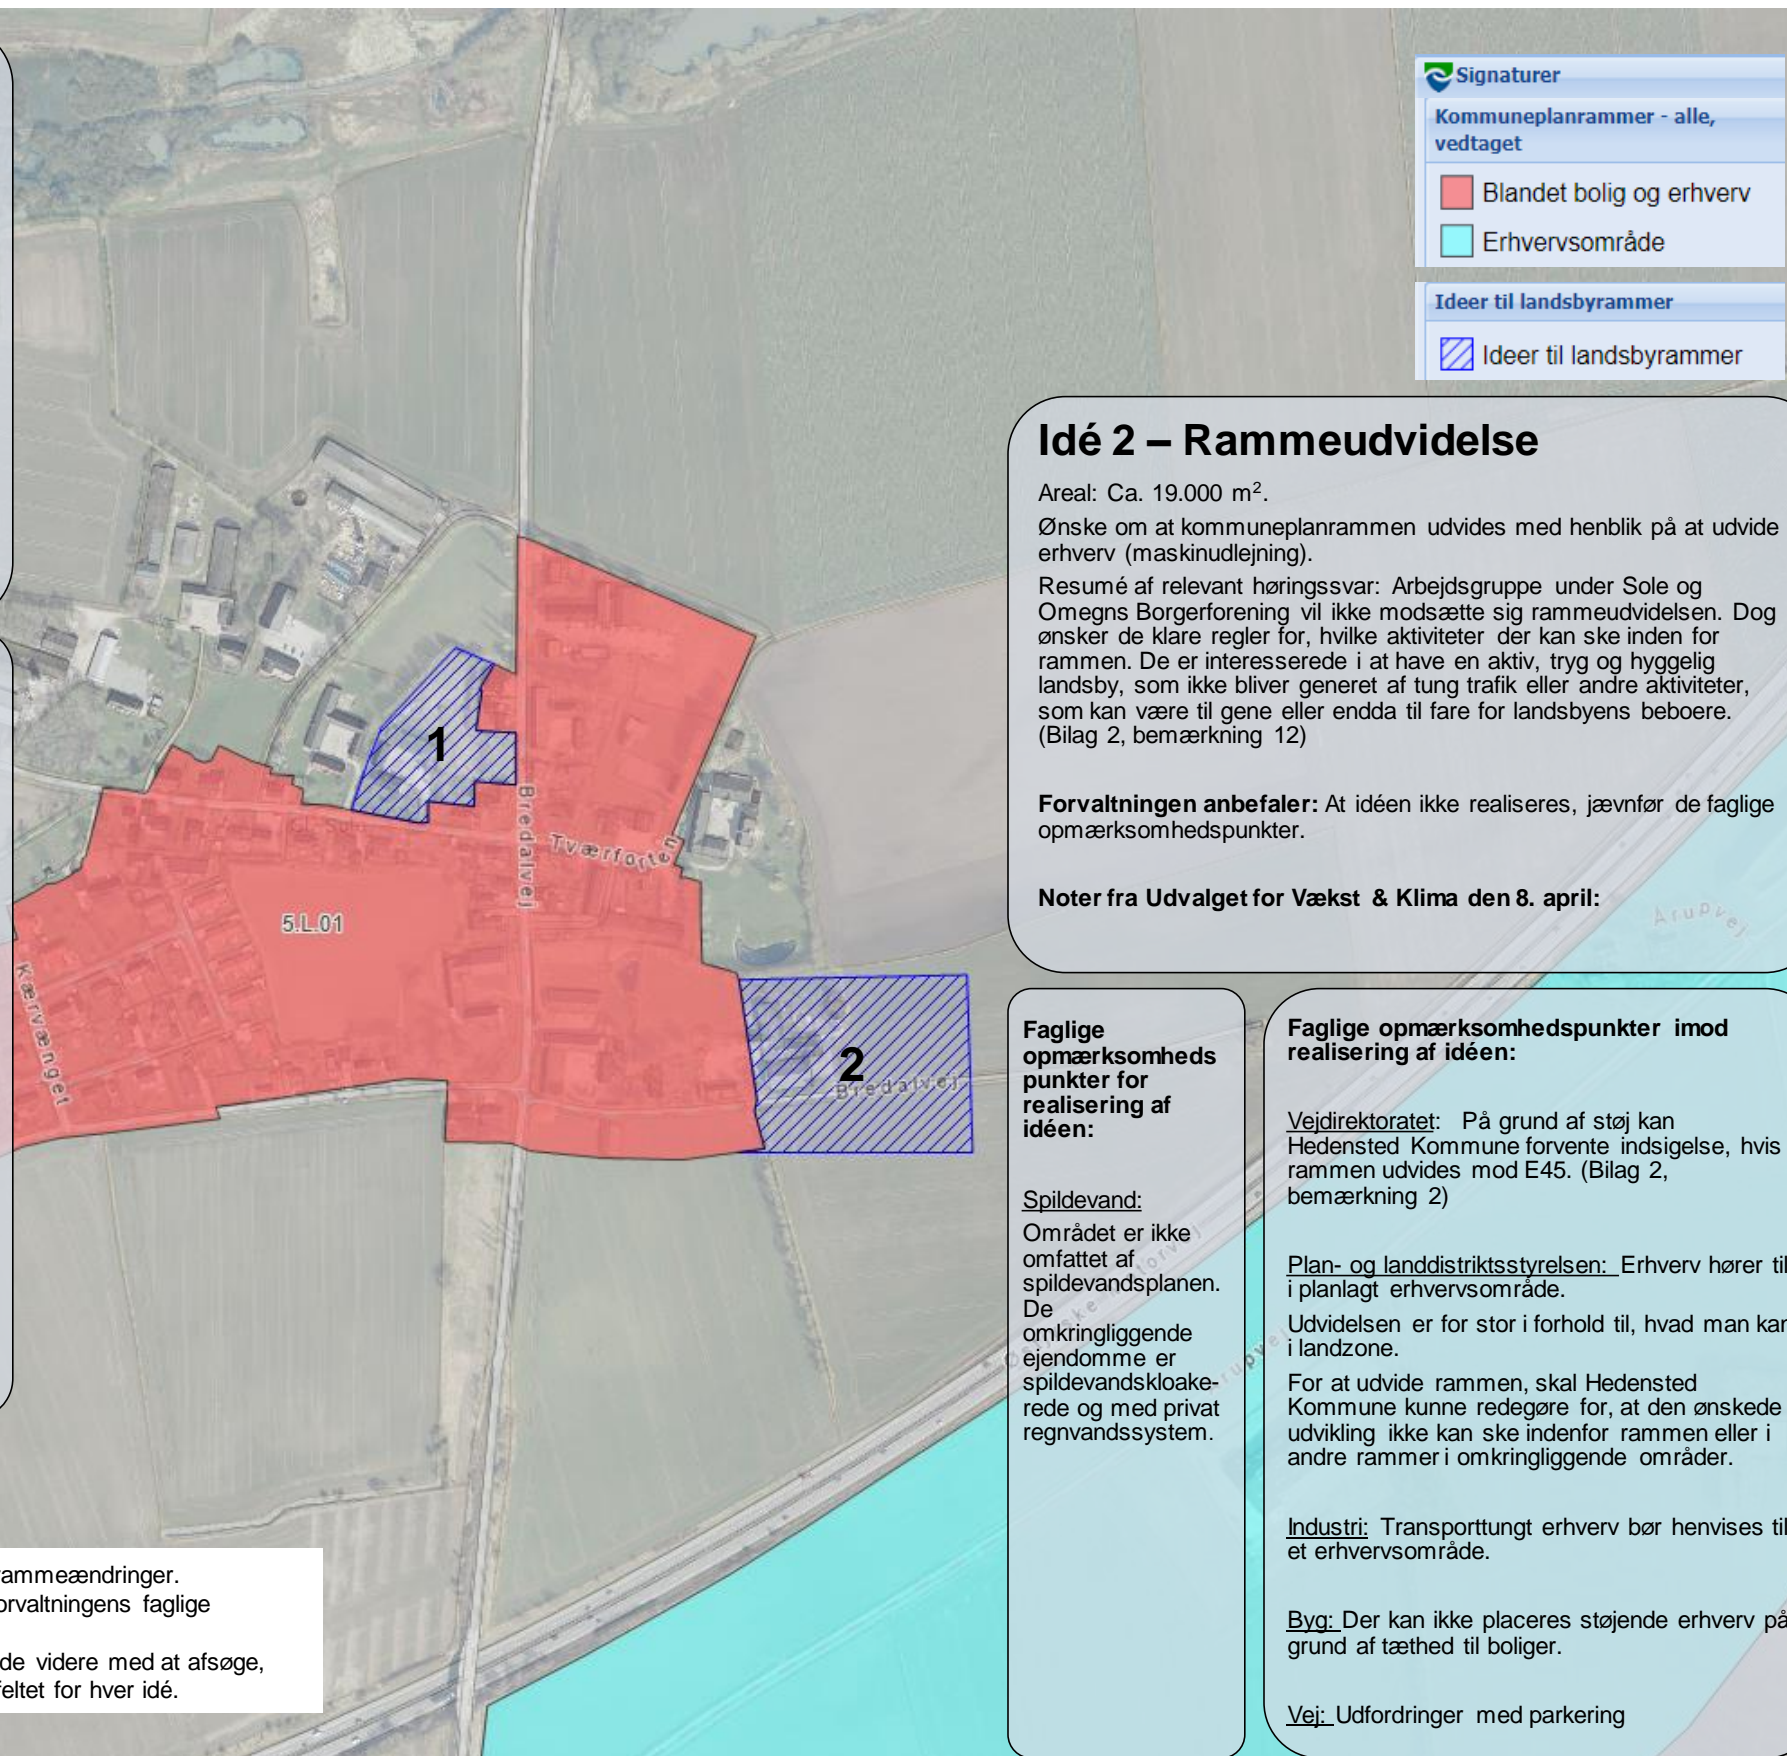 Signaturer
Kommuneplanrammer - alle,
vedtaget
Blandet bolig og erhverv
Erhvervsområde
Ideer til landsbyrammer
Ideer til landsbyrammer
Idé 2 – Rammeudvidelse
Areal: Ca. 19.000 m².
Ønske om at kommuneplanrammen udvides med henblik på at udvide
erhverv (maskinudlejning).
Resumé af relevant høringssvar: Arbejdsgruppe under Sole og
Omegns Borgerforening vil ikke modsætte sig rammeudvidelsen. Dog
ønsker de klare regler for, hvilke aktiviteter der kan ske inden for
rammen. De er interesserede i at have en aktiv, tryg og hyggelig
landsby, som ikke bliver generet af tung trafik eller andre aktiviteter,
som kan være til gene eller endda til fare for landsbyens beboere.
(Bilag 2, bemærkning 12)
Forvaltningen anbefaler: At idéen ikke realiseres, jævnfør de faglige
opmærksomhedspunkter.
Noter fra Udvalget for Vækst & Klima den 8. april:
1
Bredalvej
Tværforten
5.L.01
Kærvænget
2
Bredalvej
Årupvej
Faglige
opmærksomheds
punkter for
realisering af
idéen:
Spildevand:
Området er ikke
omfattet af
spildevandsplanen.
De
omkringliggende
ejendomme er
spildevandskloake-
rede og med privat
regnvandssystem.
Faglige opmærksomhedspunkter imod
realisering af idéen:
Vejdirektoratet: På grund af støj kan
Hedensted Kommune forvente indsigelse, hvis
rammen udvides mod E45. (Bilag 2,
bemærkning 2)
Plan- og landdistriktsstyrelsen: Erhverv hører til
i planlagt erhvervsområde.
Udvidelsen er for stor i forhold til, hvad man kan
i landzone.
For at udvide rammen, skal Hedensted
Kommune kunne redegøre for, at den ønskede
udvikling ikke kan ske indenfor rammen eller i
andre rammer i omkringliggende områder.
Industri: Transporttungt erhverv bør henvises til
et erhvervsområde.
Byg: Der kan ikke placeres støjende erhverv på
grund af tæthed til boliger.
Vej: Udfordringer med parkering
ammeændringer.
orvaltningens faglige
de videre med at afsøge,
feltet for hver idé.